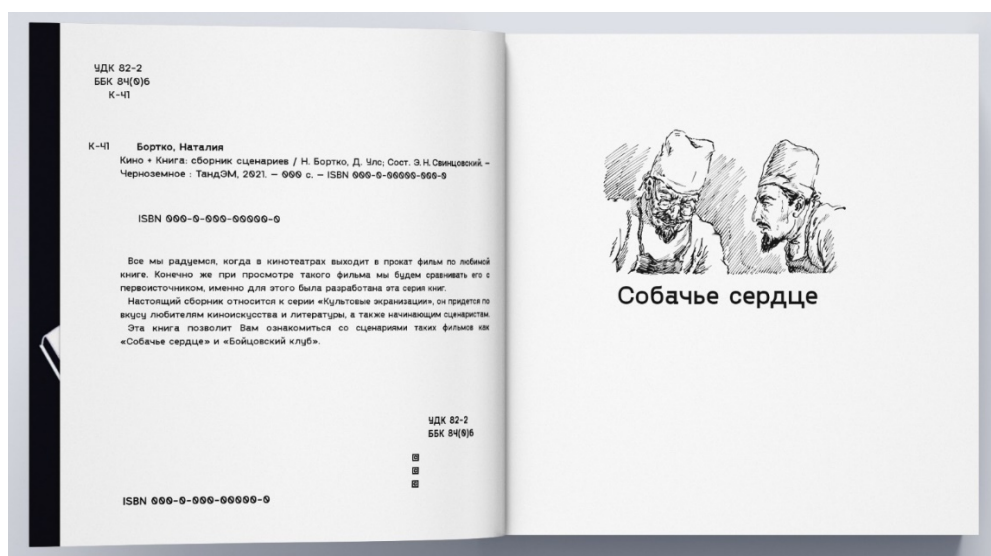 УДК 82-2
ББК 84(0)6
К-41
К-41 Бортко, Наталия
Кино + Книга: сборник сценариев / Н. Бортко, Д. Улс; Сост. Э. Н. Свинцовский. –
Черноземное : ТандЭМ, 2021. – 000 с. – ISBN 000-0-00000-000-0
ISBN 000-0-000-00000-0
Все мы радуемся, когда в кинотеатрах выходит в прокат фильм по любимой
книге. Конечно же при просмотре такого фильма мы будем сравнивать его с
первоисточником, именно для этого была разработана эта серия книг.
Настоящий сборник относится к серии «Культовые экранизации», он придется по
вкусу любителям киноискусства и литературы, а также начинающим сценаристам.
Эта книга позволит Вам ознакомиться со сценариями таких фильмов как
«Собачье сердце» и «Бойцовский клуб».
УДК 82-2
ББК 84(0)6
ISBN 000-0-000-00000-0
Собачье сердце